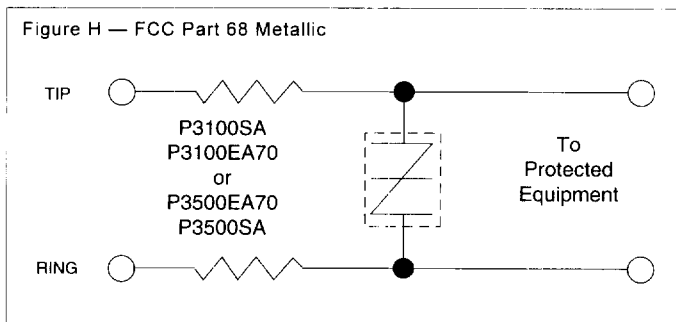 Figure H — FCC Part 68 Metallic
TIP
P3100SA
P3100EA70
or
P3500EA70
P3500SA
To
Protected
Equipment
RING